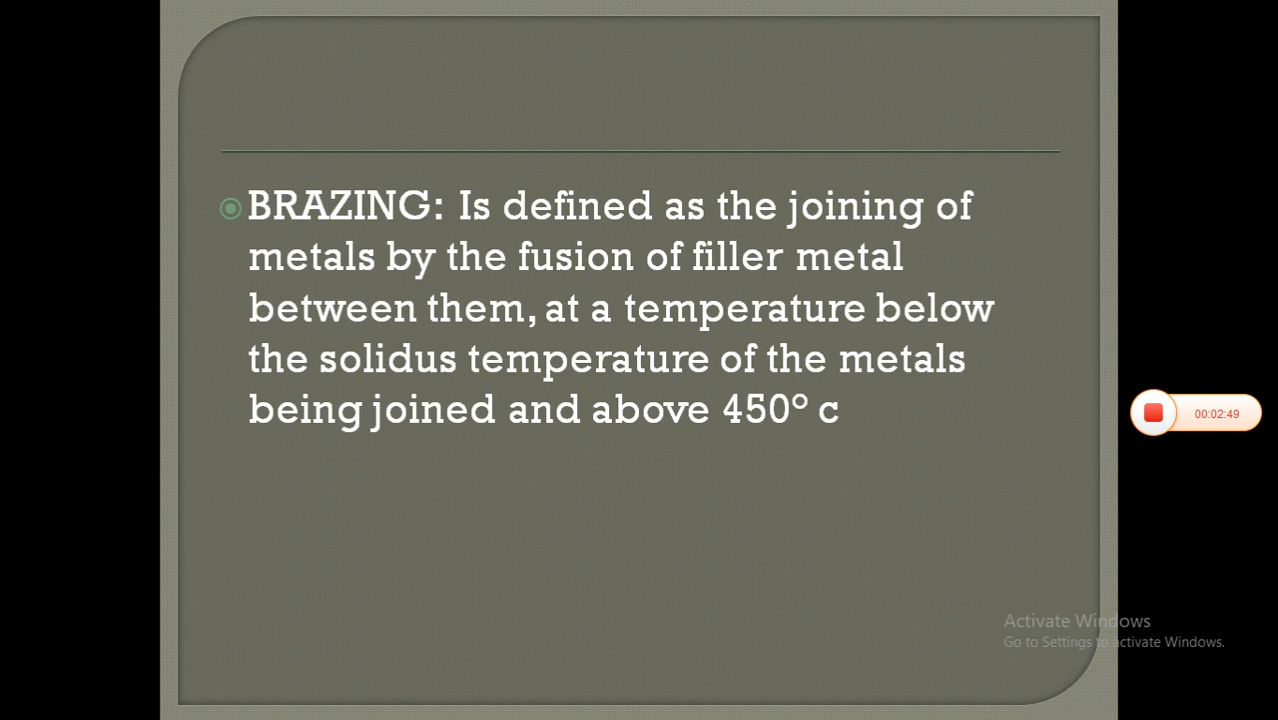 BRAZING: Is defined as the joining of
metals by the fusion of filler metal
between them, at a temperature below
the solidus temperature of the metals
being joined and above 450° c
00:02:49
Activate Windows
Go to Settings to activate Windows.